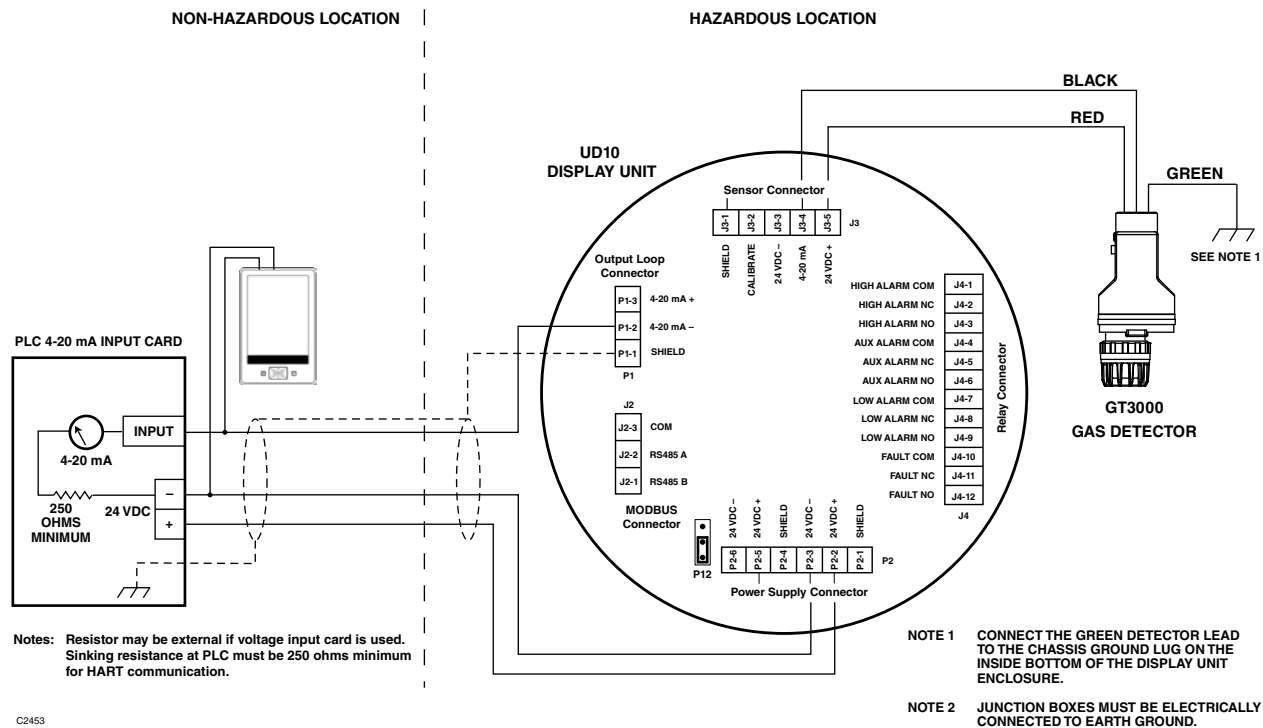 NON-HAZARDOUS LOCATION
HAZARDOUS LOCATION
BLACK
RED
GREEN
SEE NOTE 1
UD10
DISPLAY UNIT
Sensor Connector
J3-1
J3-2
J3-3
J3-4
J3-5
J3
SHIELD
CALIBRATE
24 VDC –
4-20 mA
24 VDC +
Output Loop
Connector
P1-3 4-20 mA +
P1-2 4-20 mA –
P1-1 SHIELD
P1
J2
J2-3 COM
J2-2 RS485 A
J2-1 RS485 B
MODBUS
Connector
P12
HIGH ALARM COM J4-1
HIGH ALARM NC J4-2
HIGH ALARM NO J4-3
AUX ALARM COM J4-4
AUX ALARM NC J4-5
AUX ALARM NO J4-6
LOW ALARM COM J4-7
LOW ALARM NC J4-8
LOW ALARM NO J4-9
FAULT COM J4-10
FAULT NC J4-11
FAULT NO J4-12
J4
Relay Connector
24 VDC –
24 VDC +
SHIELD
24 VDC –
24 VDC +
SHIELD
P2-6
P2-5
P2-4
P2-3
P2-2
P2-1
P2
Power Supply Connector
GT3000
GAS DETECTOR
PLC 4-20 mA INPUT CARD
INPUT
4-20 mA
–
+
24 VDC
250
OHMS
MINIMUM
Notes: Resistor may be external if voltage input card is used.
Sinking resistance at PLC must be 250 ohms minimum
for HART communication.
NOTE 1 CONNECT THE GREEN DETECTOR LEAD
TO THE CHASSIS GROUND LUG ON THE
INSIDE BOTTOM OF THE DISPLAY UNIT
ENCLOSURE.
NOTE 2 JUNCTION BOXES MUST BE ELECTRICALLY
CONNECTED TO EARTH GROUND.
C2453